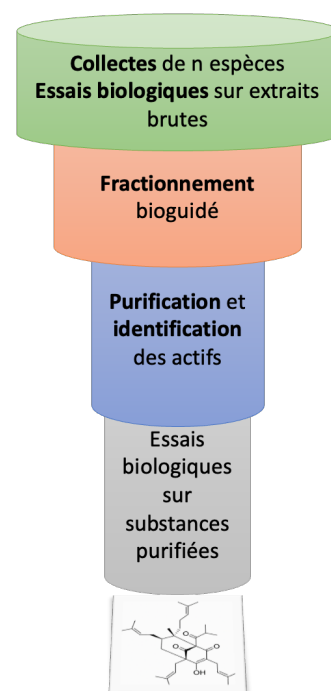 Collectes de n espèces
Essais biologiques sur extraits
brutes
Fractionnement
bioguidé
Purification et
identification
des actifs
Essais
biologiques
sur
substances
purifiées
O
O
O
OH